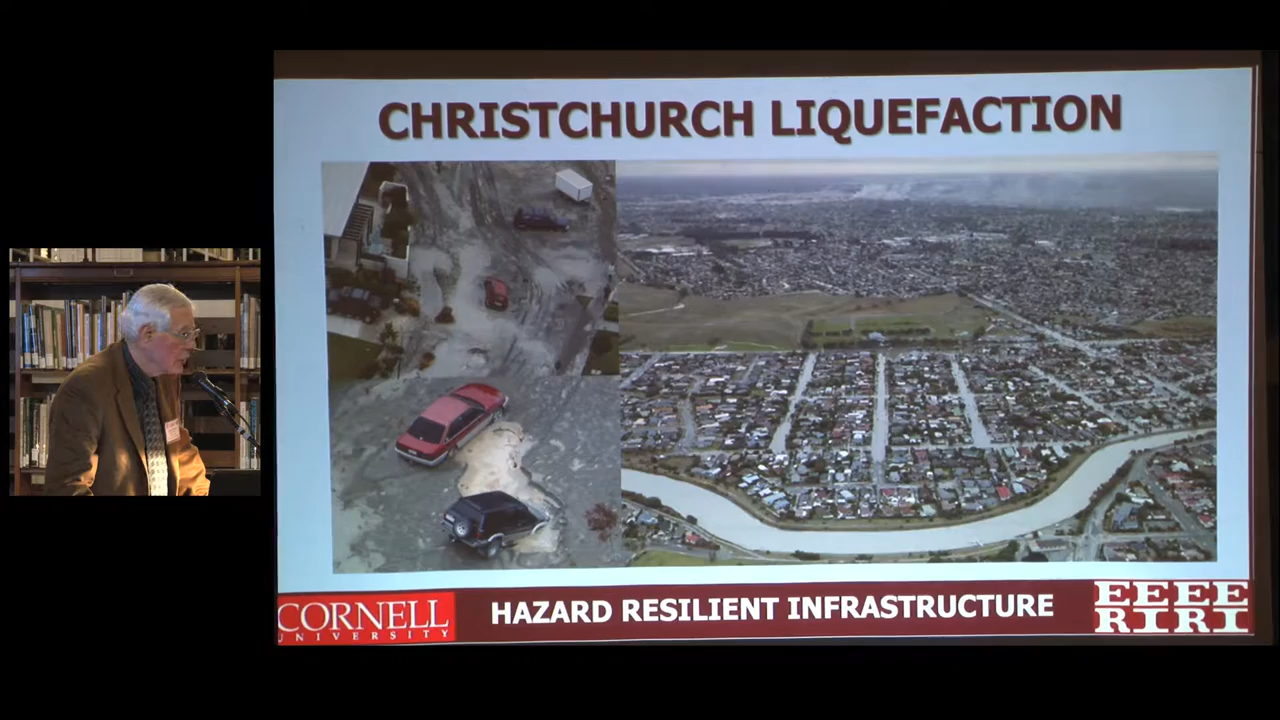 CHRISTCHURCH LIQUEFACTION
CORNELL
UNIVERSITY
HAZARD RESILIENT INFRASTRUCTURE
EEEE
RIRI